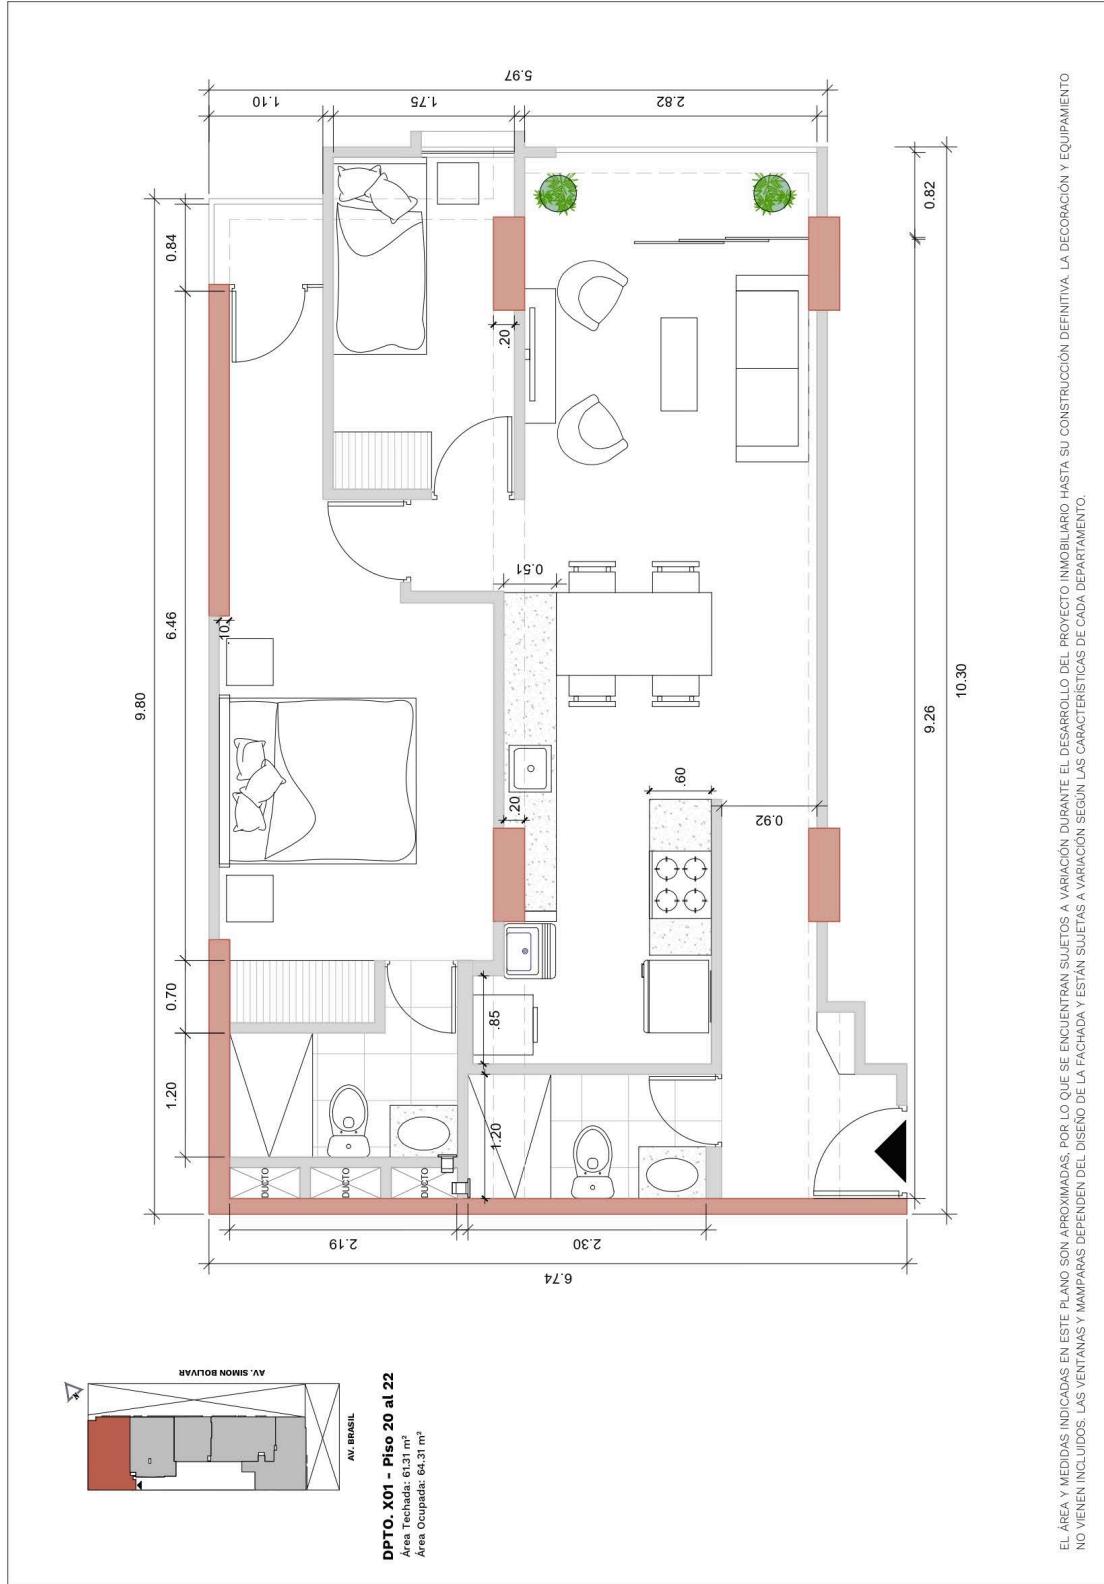 5.97
1.10
1.75
2.82
9.80
0.84
6.46
0.70
1.20
.10
.20
0.51
.20
.60
0.92
.85
1.20
0.82
9.26
10.30
DUCTO
DUCTO
DUCTO
2.19
2.30
6.74
N
AV. SIMON BOLIVAR
AV. BRASIL
DPTO. X01 - Piso 20 al 22
Área Techada: 61.31 m²
Área Ocupada: 64.31 m²
EL ÁREA Y MEDIDAS INDICADAS EN ESTE PLANO SON APROXIMADAS, POR LO QUE SE ENCUENTRAN SUJETOS A VARIACIÓN DURANTE EL DESARROLLO DEL PROYECTO INMOBILIARIO HASTA SU CONSTRUCCIÓN DEFINITIVA. LA DECORACIÓN Y EQUIPAMIENTO
NO VIENEN INCLUIDOS. LAS VENTANAS Y MAMPARAS DEPENDEN DEL DISEÑO DE LA FACHADA Y ESTÁN SUJETAS A VARIACIÓN SEGÚN LAS CARACTERÍSTICAS DE CADA DEPARTAMENTO.